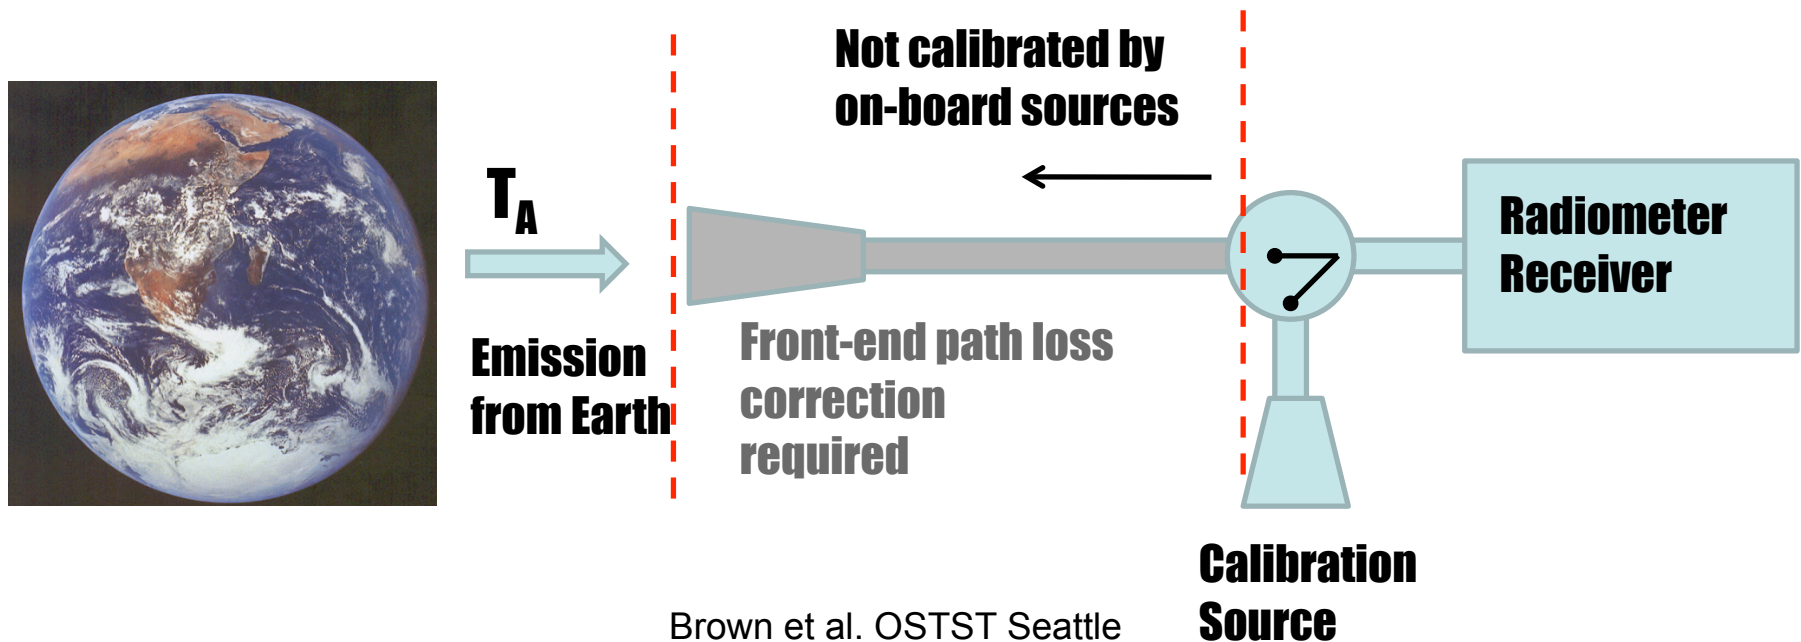 Not calibrated by
on-board sources
T_A
Emission
from Earth
Front-end path loss
correction
required
Radiometer
Receiver
Calibration
Source
Brown et al. OSTST Seattle